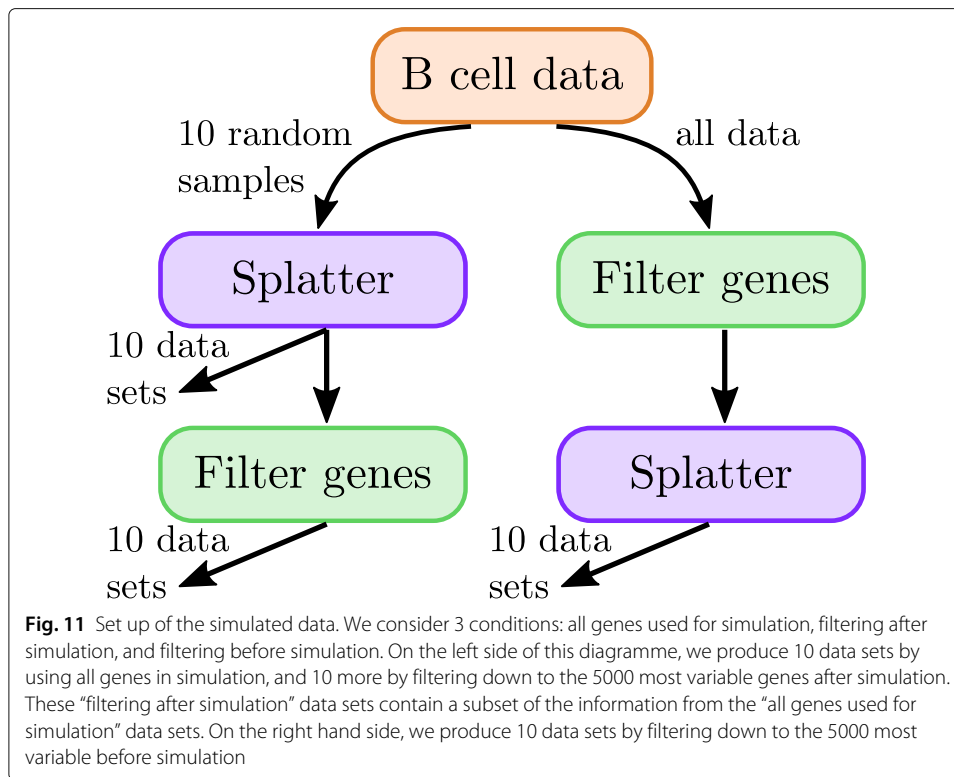 B cell data
10 random
samples
all data
Splatter
Filter genes
10 data
sets
Filter genes
Splatter
10 data
sets
10 data
sets
Fig. 11 Set up of the simulated data. We consider 3 conditions: all genes used for simulation, filtering after
simulation, and filtering before simulation. On the left side of this diagramme, we produce 10 data sets by
using all genes in simulation, and 10 more by filtering down to the 5000 most variable genes after simulation.
These “filtering after simulation” data sets contain a subset of the information from the “all genes used for
simulation” data sets. On the right hand side, we produce 10 data sets by filtering down to the 5000 most
variable before simulation